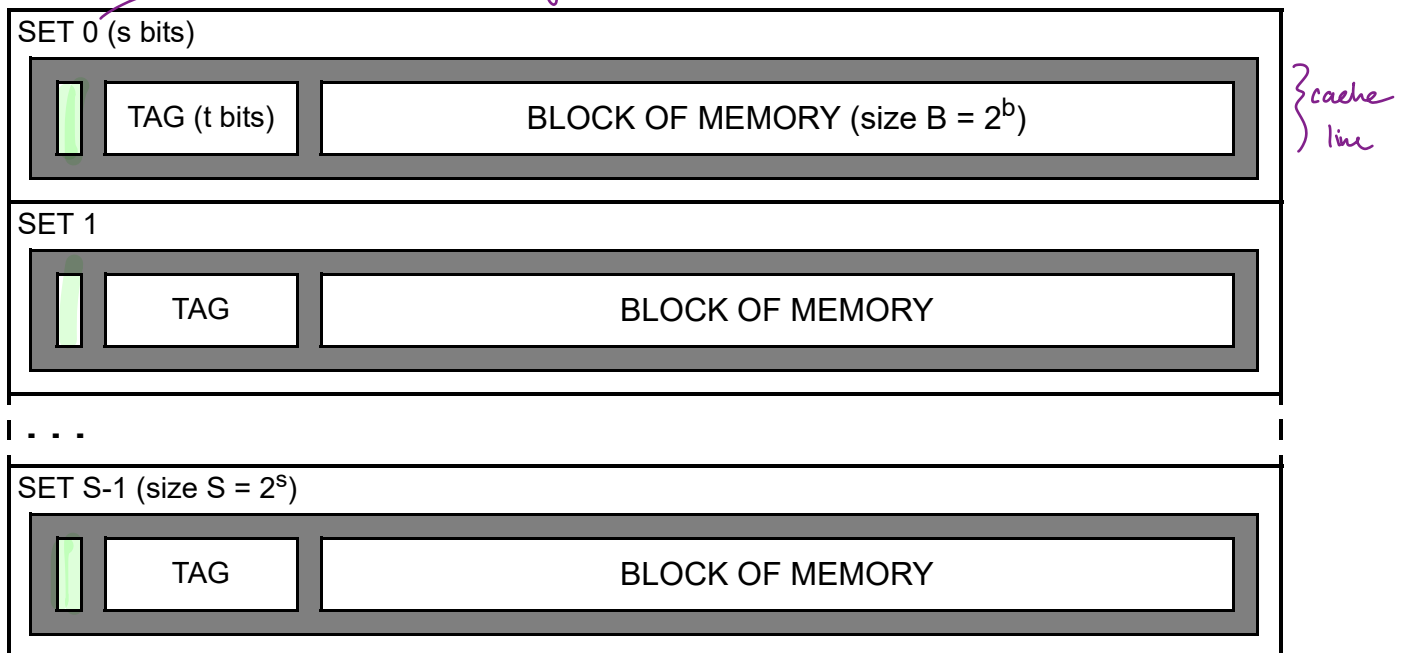 SET 0 (s bits)
TAG (t bits)
BLOCK OF MEMORY (size B = 2^b)
cache
line
SET 1
TAG
BLOCK OF MEMORY
. . .
SET S-1 (size S = 2^s)
TAG
BLOCK OF MEMORY